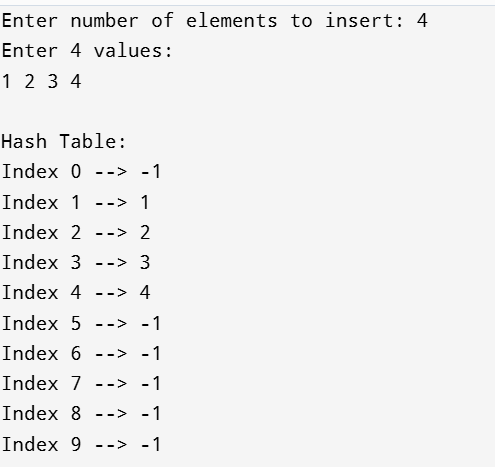 Enter number of elements to insert: 4
Enter 4 values:
1 2 3 4
Hash Table:
Index 0 --> -1
Index 1 --> 1
Index 2 --> 2
Index 3 --> 3
Index 4 --> 4
Index 5 --> -1
Index 6 --> -1
Index 7 --> -1
Index 8 --> -1
Index 9 --> -1